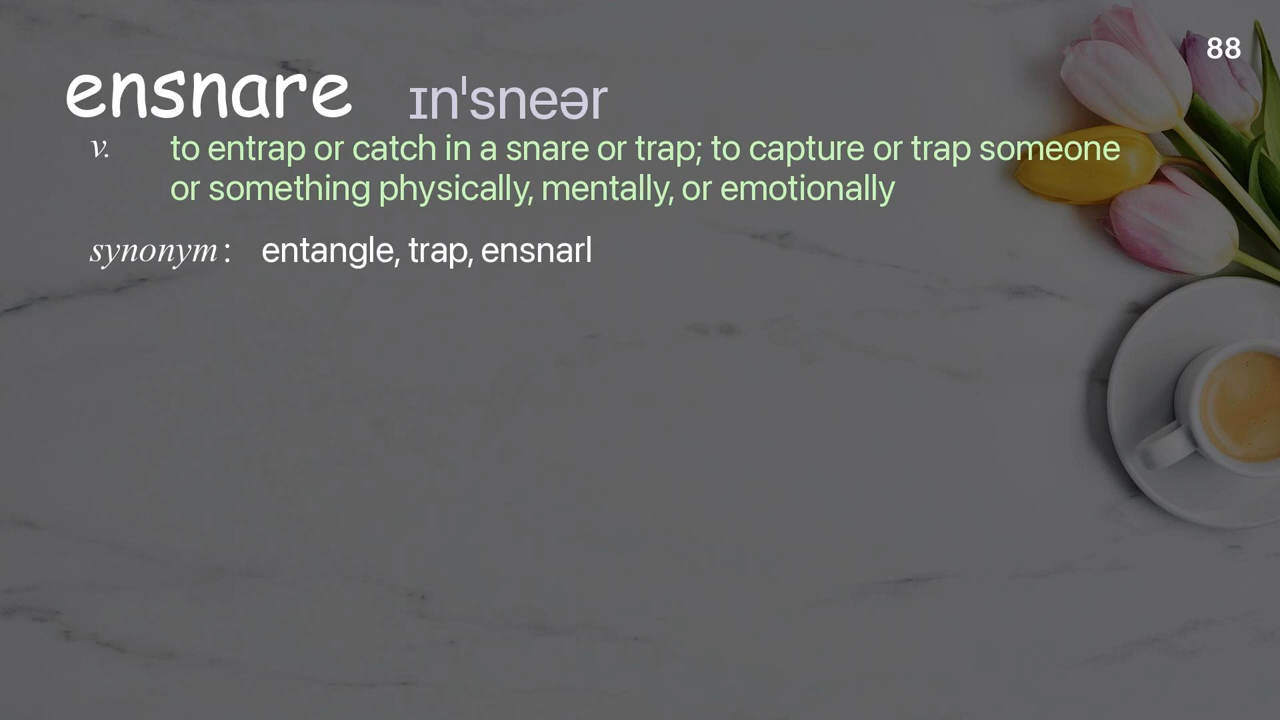 88
ensnare ɪnˈsneər
v. to entrap or catch in a snare or trap; to capture or trap someone
or something physically, mentally, or emotionally
synonym: entangle, trap, ensnarl